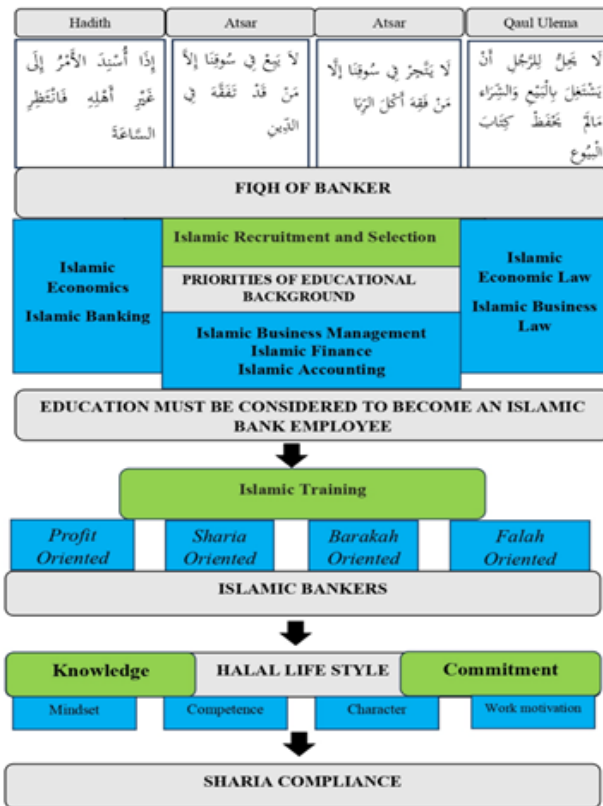 Hadith
Atsar
Atsar
Qaul Ulema
إِذَا أُسْنِدَ الأَمْرُ إِلَى
غَيْرِ أَهْلِهِ فَانْتَظِرِ
السَّاعَةَ
لاَ يَبِعْ فِي سُوقِنَا إِلاَّ
مَنْ قَدْ تَفَقَّهَ فِي
الدِّينِ
لَا يَتَّجِرْ فِي سُوقِنَا إِلَّا
مَنْ فَقِهَ أَكْلَ الرِّبَا
لَا يَحِلُّ لِلرَّجُلِ أَنْ
يَشْتَغِلَ بِالْبَيْعِ وَالشِّرَاء
مَالَمْ يَحْفَظْ كِتَابَ
الْبُيُوعِ
FIQH OF BANKER
Islamic
Economics
Islamic Banking
Islamic Recruitment and Selection
PRIORITIES OF EDUCATIONAL
BACKGROUND
Islamic Business Management
Islamic Finance
Islamic Accounting
Islamic
Economic Law
Islamic Business
Law
EDUCATION MUST BE CONSIDERED TO BECOME AN ISLAMIC
BANK EMPLOYEE
Islamic Training
Profit
Oriented
Sharia
Oriented
Barakah
Oriented
Falah
Oriented
ISLAMIC BANKERS
Knowledge
HALAL LIFE STYLE
Commitment
Mindset
Competence
Character
Work motivation
SHARIA COMPLIANCE